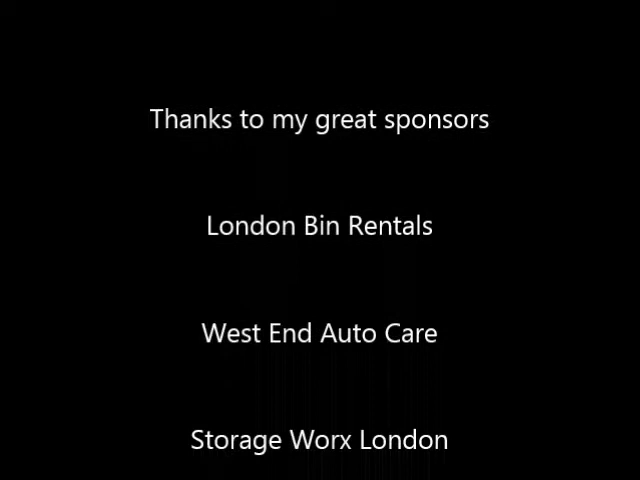 Thanks to my great sponsors
London Bin Rentals
West End Auto Care
Storage Worx London